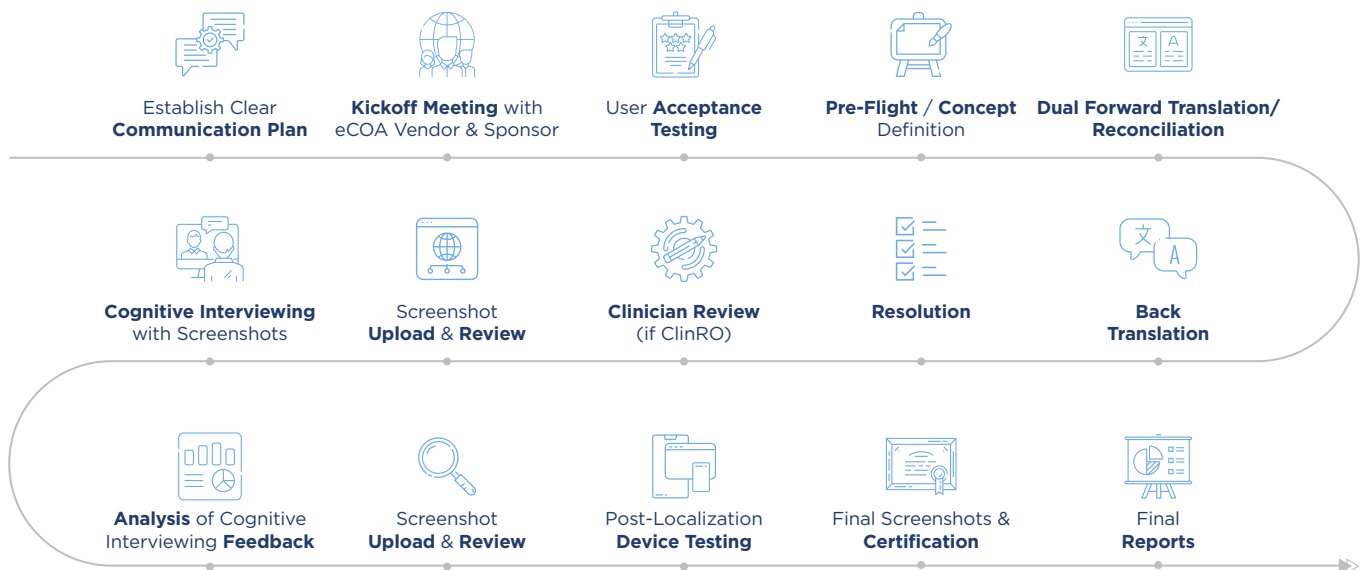 Establish Clear
Communication Plan
Kickoff Meeting with
eCOA Vendor & Sponsor
User Acceptance
Testing
Pre-Flight / Concept
Definition
Dual Forward Translation/
Reconciliation
文 A
Cognitive Interviewing
with Screenshots
Screenshot
Upload & Review
Clinician Review
(if ClinRO)
Resolution
Back
Translation
文 A
Analysis of Cognitive
Interviewing Feedback
Screenshot
Upload & Review
Post-Localization
Device Testing
Final Screenshots &
Certification
Final
Reports